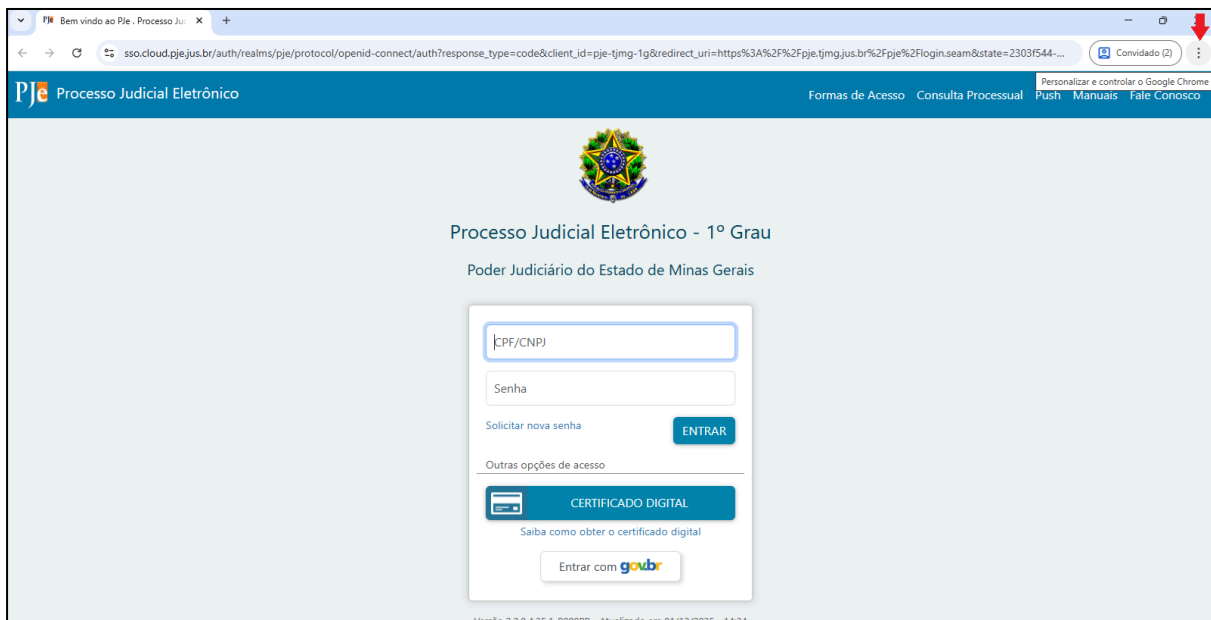 PJe Bem vindo ao PJe . Processo Ju
sso.cloud.pje.jus.br/auth/realms/pje/protocol/openid-connect/auth?response_type=code&client_id=pje-tjmg-1g&redirect_uri=https%3A%2F%2Fpje.tjmg.jus.br%2Fpje%2Flogin.seam&state=2303f544-...
Convidado (2)
Personalizar e controlar o Google Chrome
PJe Processo Judicial Eletrônico
Formas de Acesso Consulta Processual Push Manuais Fale Conosco
Processo Judicial Eletrônico - 1º Grau
Poder Judiciário do Estado de Minas Gerais
CPF/CNPJ
Senha
Solicitar nova senha
ENTRAR
Outras opções de acesso
CERTIFICADO DIGITAL
Saiba como obter o certificado digital
Entrar com gov.br